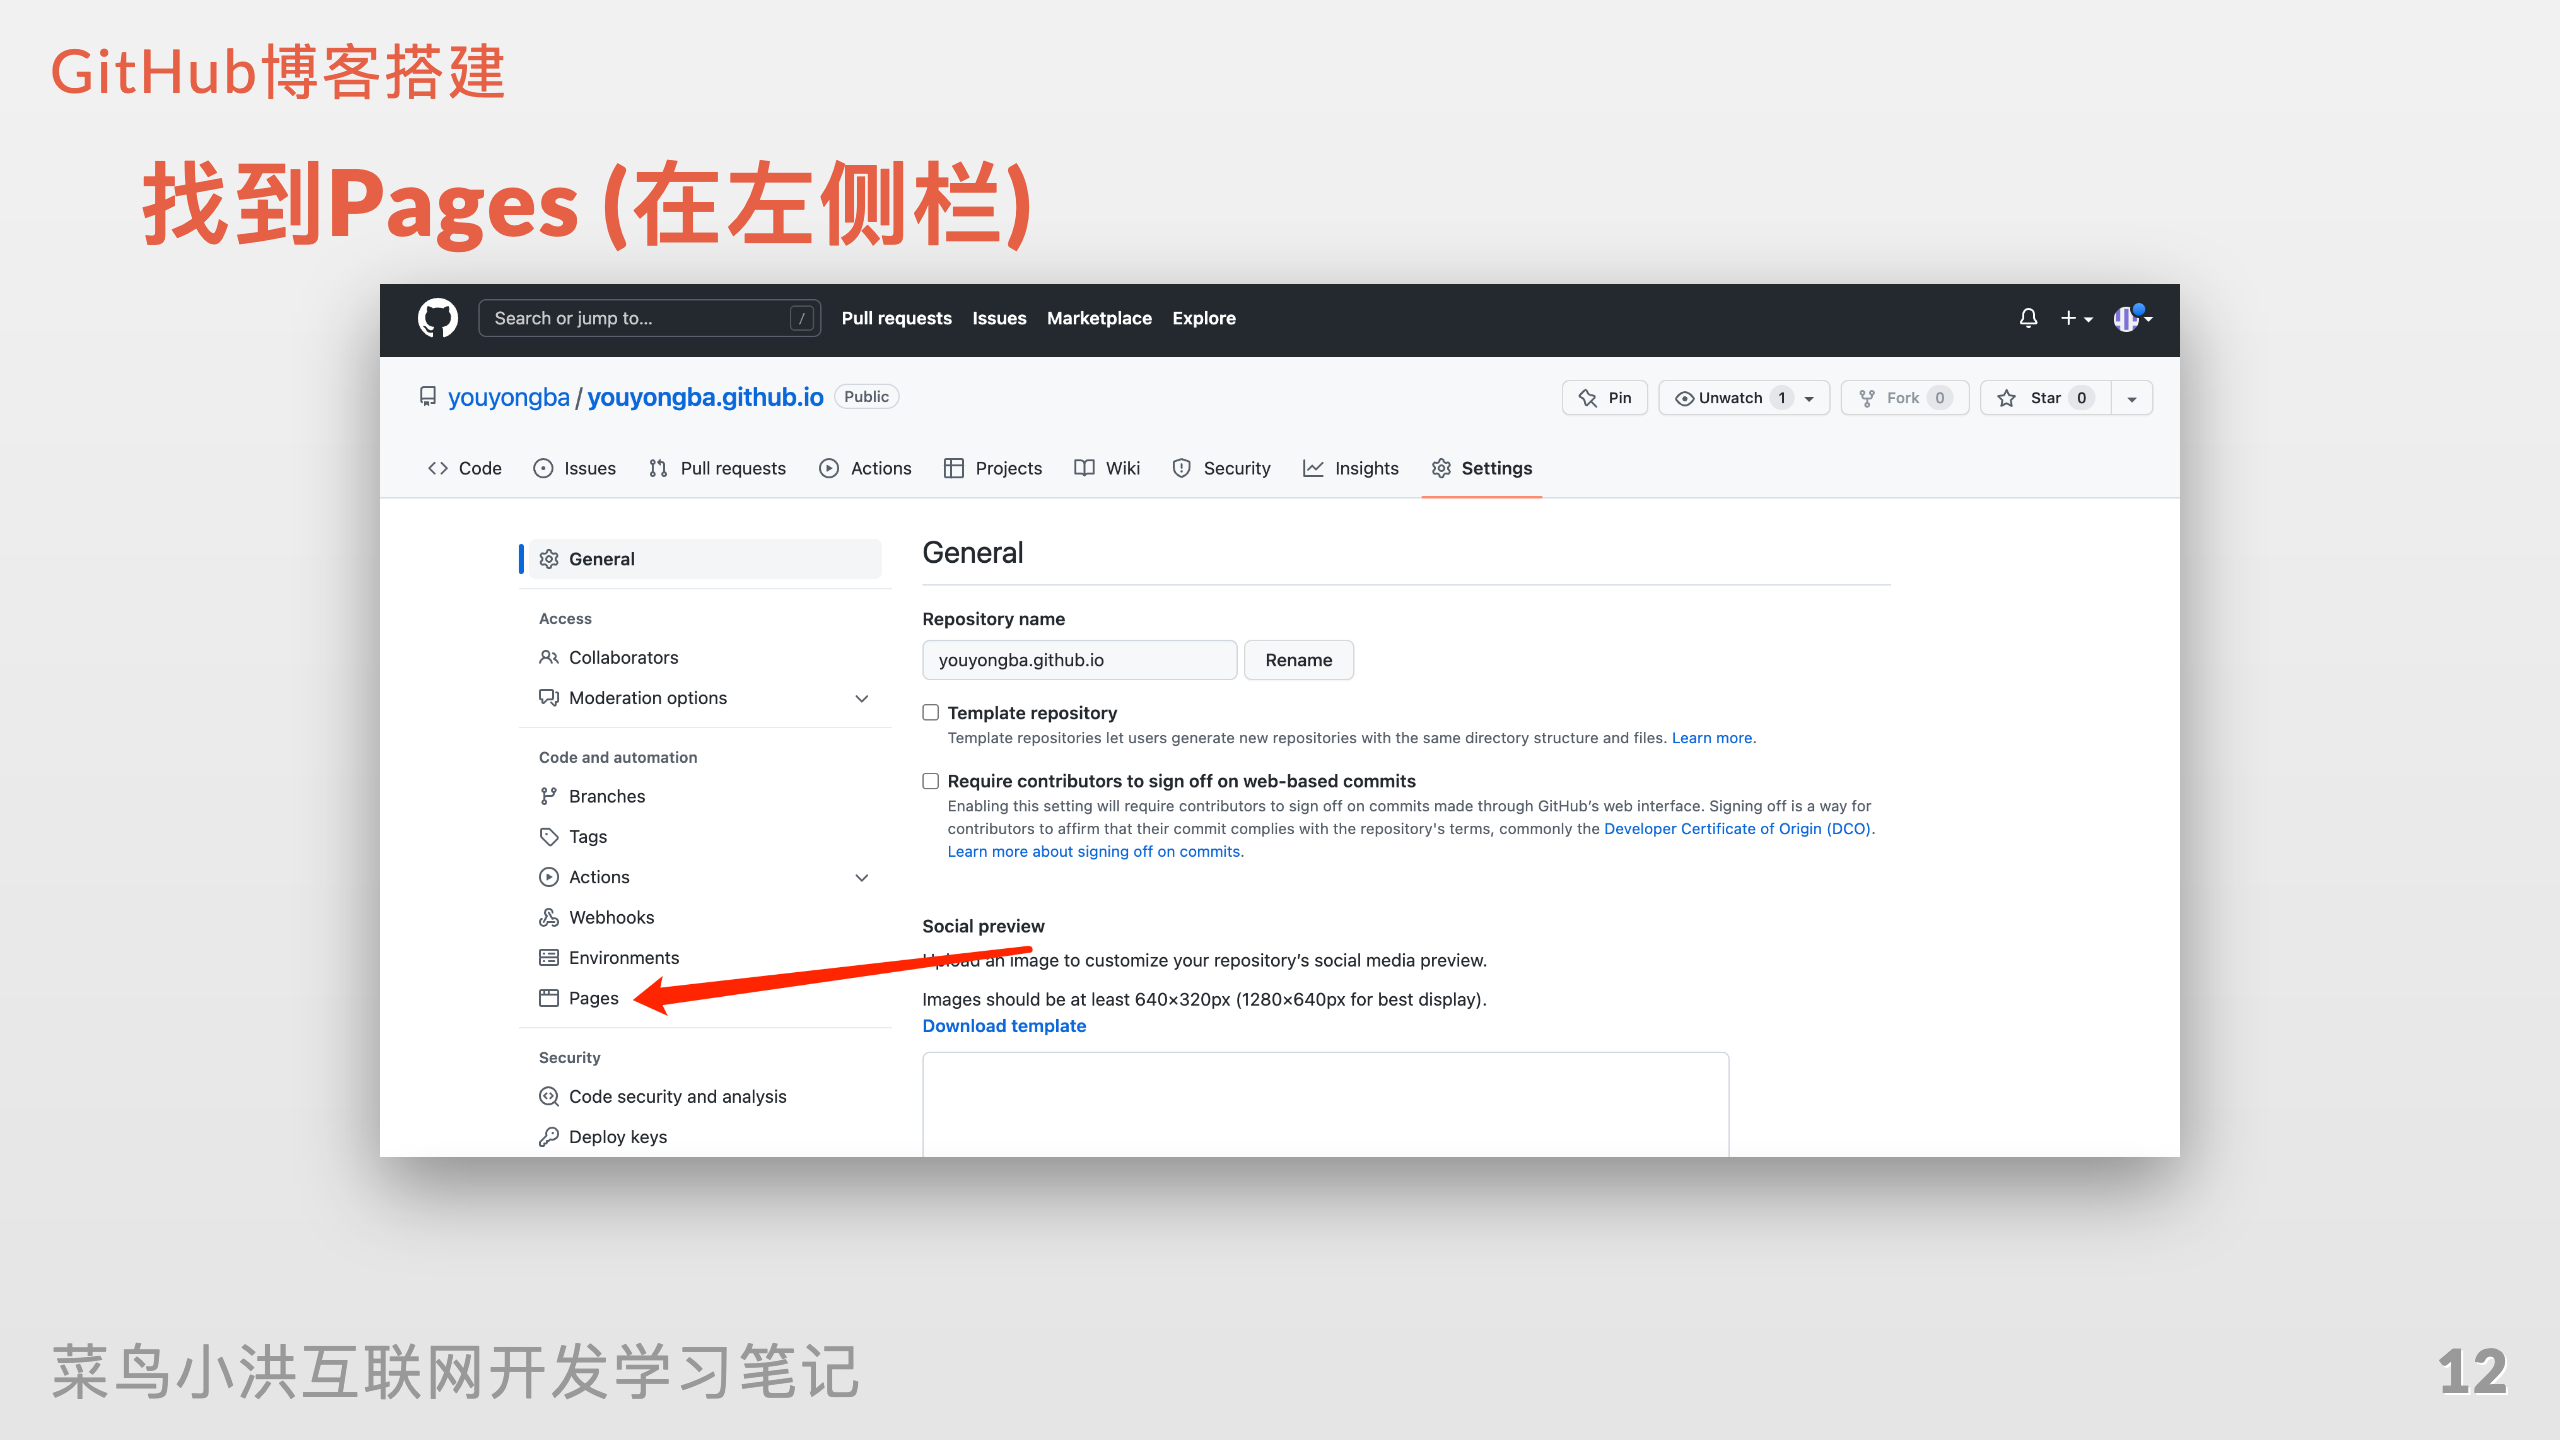 GitHub博客搭建
找到Pages (在左侧栏)
Search or jump to... /
Pull requests Issues Marketplace Explore
youyongba / youyongba.github.io Public
Pin Unwatch 1 Fork 0 Star 0
Code Issues Pull requests Actions Projects Wiki Security Insights Settings
General
Access
Collaborators
Moderation options
Code and automation
Branches
Tags
Actions
Webhooks
Environments
Pages
Security
Code security and analysis
Deploy keys
General
Repository name
youyongba.github.io Rename
Template repository
Template repositories let users generate new repositories with the same directory structure and files. Learn more.
Require contributors to sign off on web-based commits
Enabling this setting will require contributors to sign off on commits made through GitHub's web interface. Signing off is a way for
contributors to affirm that their commit complies with the repository's terms, commonly the Developer Certificate of Origin (DCO).
Learn more about signing off on commits.
Social preview
Upload an image to customize your repository's social media preview.
Images should be at least 640×320px (1280×640px for best display).
Download template
菜鸟小洪互联网开发学习笔记
12